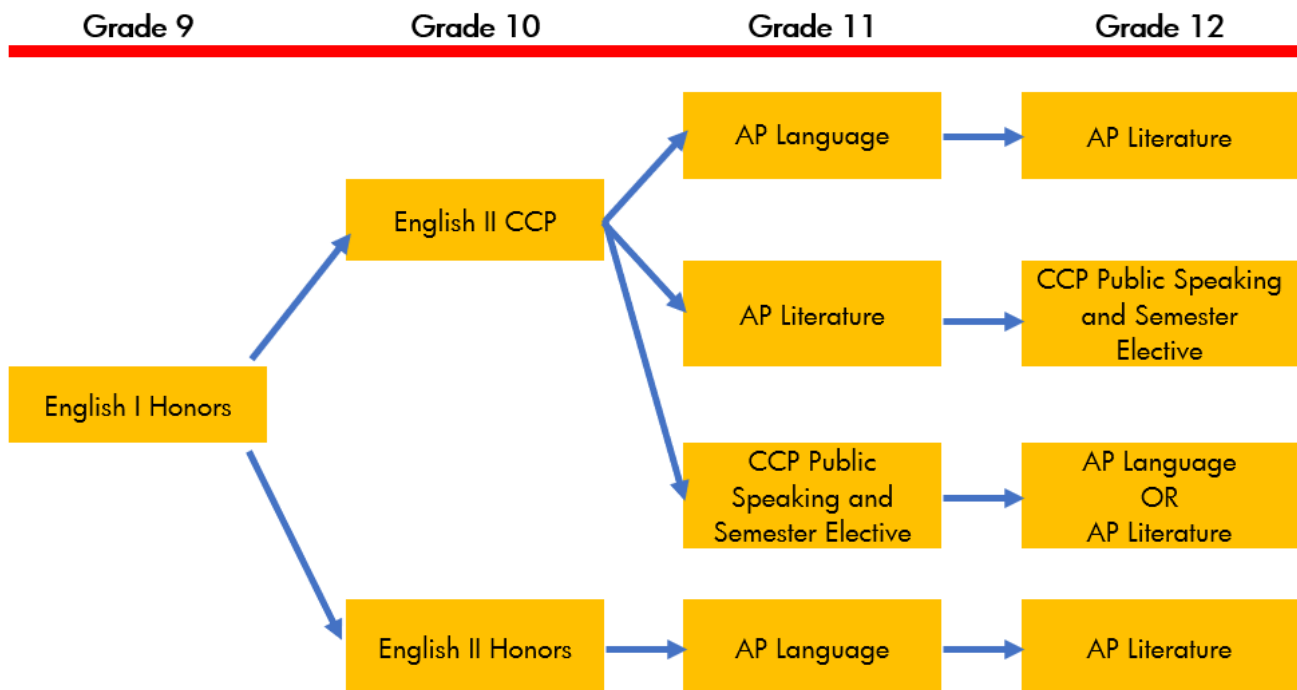 Grade 9
Grade 10
Grade 11
Grade 12
AP Language
AP Literature
English II CCP
AP Literature
CCP Public Speaking
and Semester
Elective
English I Honors
CCP Public
Speaking and
Semester Elective
AP Language
OR
AP Literature
English II Honors
AP Language
AP Literature